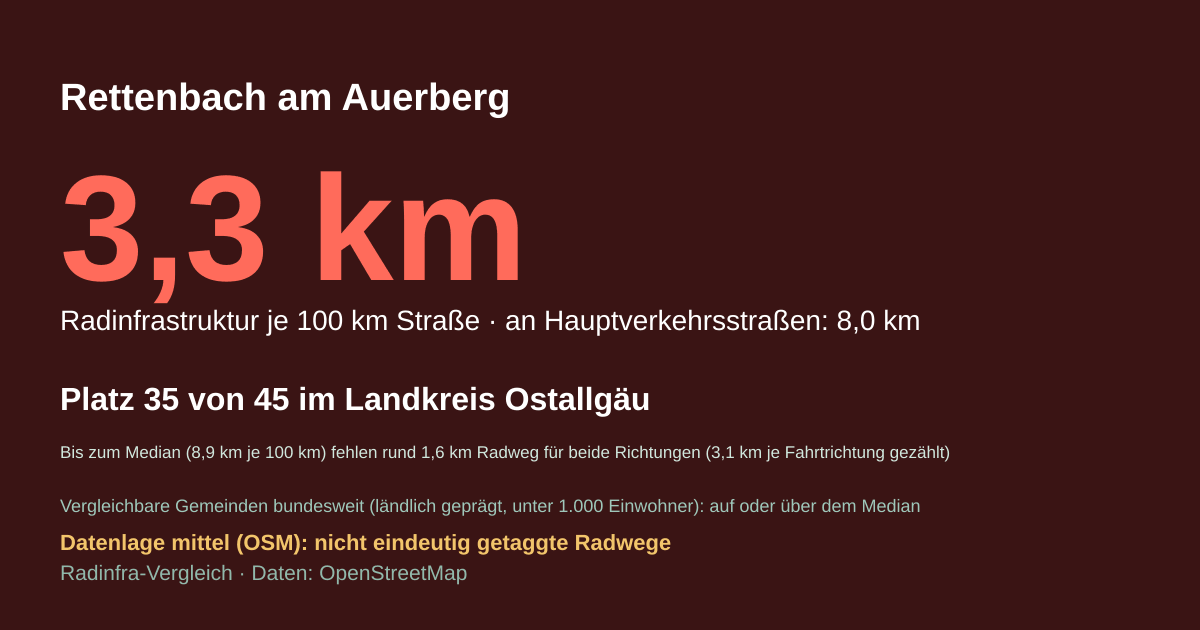 Rettenbach am Auerberg
3,3 km
Radinfrastruktur je 100 km Straße · an Hauptverkehrsstraßen: 8,0 km
Platz 35 von 45 im Landkreis Ostallgäu
Bis zum Median (8,9 km je 100 km) fehlen rund 1,6 km Radweg für beide Richtungen (3,1 km je Fahrtrichtung gezählt)
Vergleichbare Gemeinden bundesweit (ländlich geprägt, unter 1.000 Einwohner): auf oder über dem Median
Datenlage mittel (OSM): nicht eindeutig getaggte Radwege
Radinfra-Vergleich · Daten: OpenStreetMap